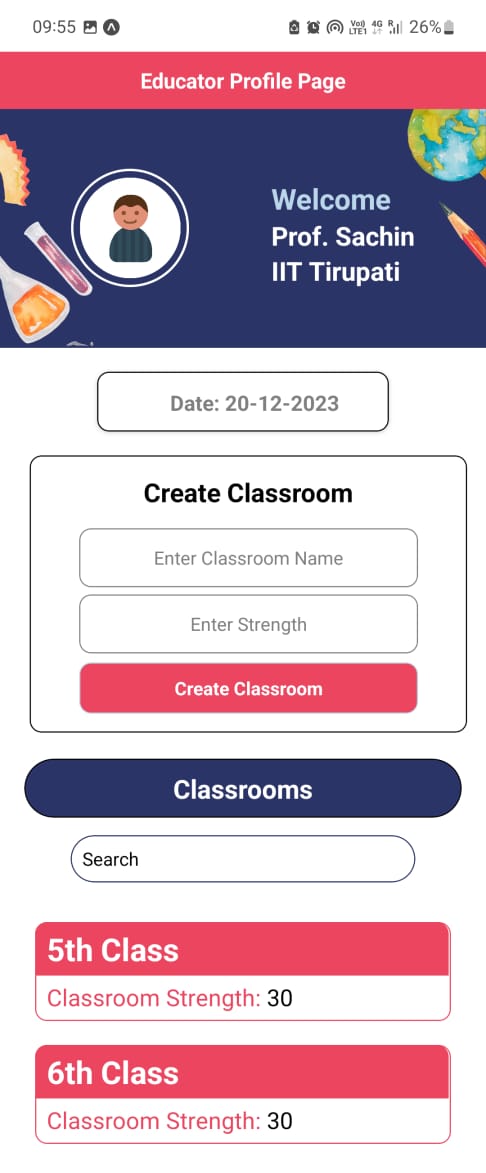 09:55 Vo)) LTE1 4G R 26%
Educator Profile Page
Welcome
Prof. Sachin
IIT Tirupati
Date: 20-12-2023
Create Classroom
Enter Classroom Name
Enter Strength
Create Classroom
Classrooms
Search
5th Class
Classroom Strength: 30
6th Class
Classroom Strength: 30